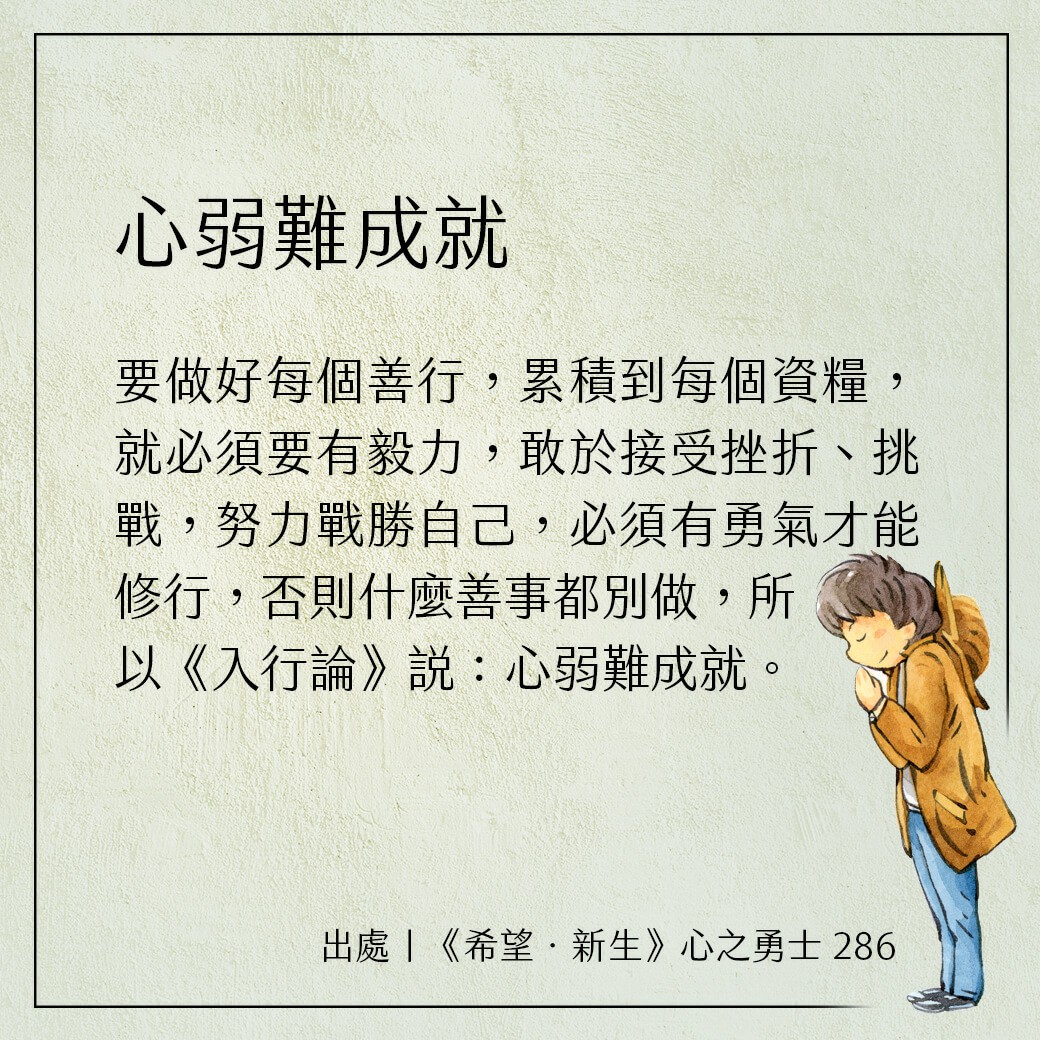 心弱難成就
要做好每個善行，累積到每個資糧，
就必須要有毅力，敢於接受挫折、挑
戰，努力戰勝自己，必須有勇氣才能
修行，否則什麼善事都別做，所
以《入行論》説：心弱難成就。
出處｜《希望．新生》心之勇士 286